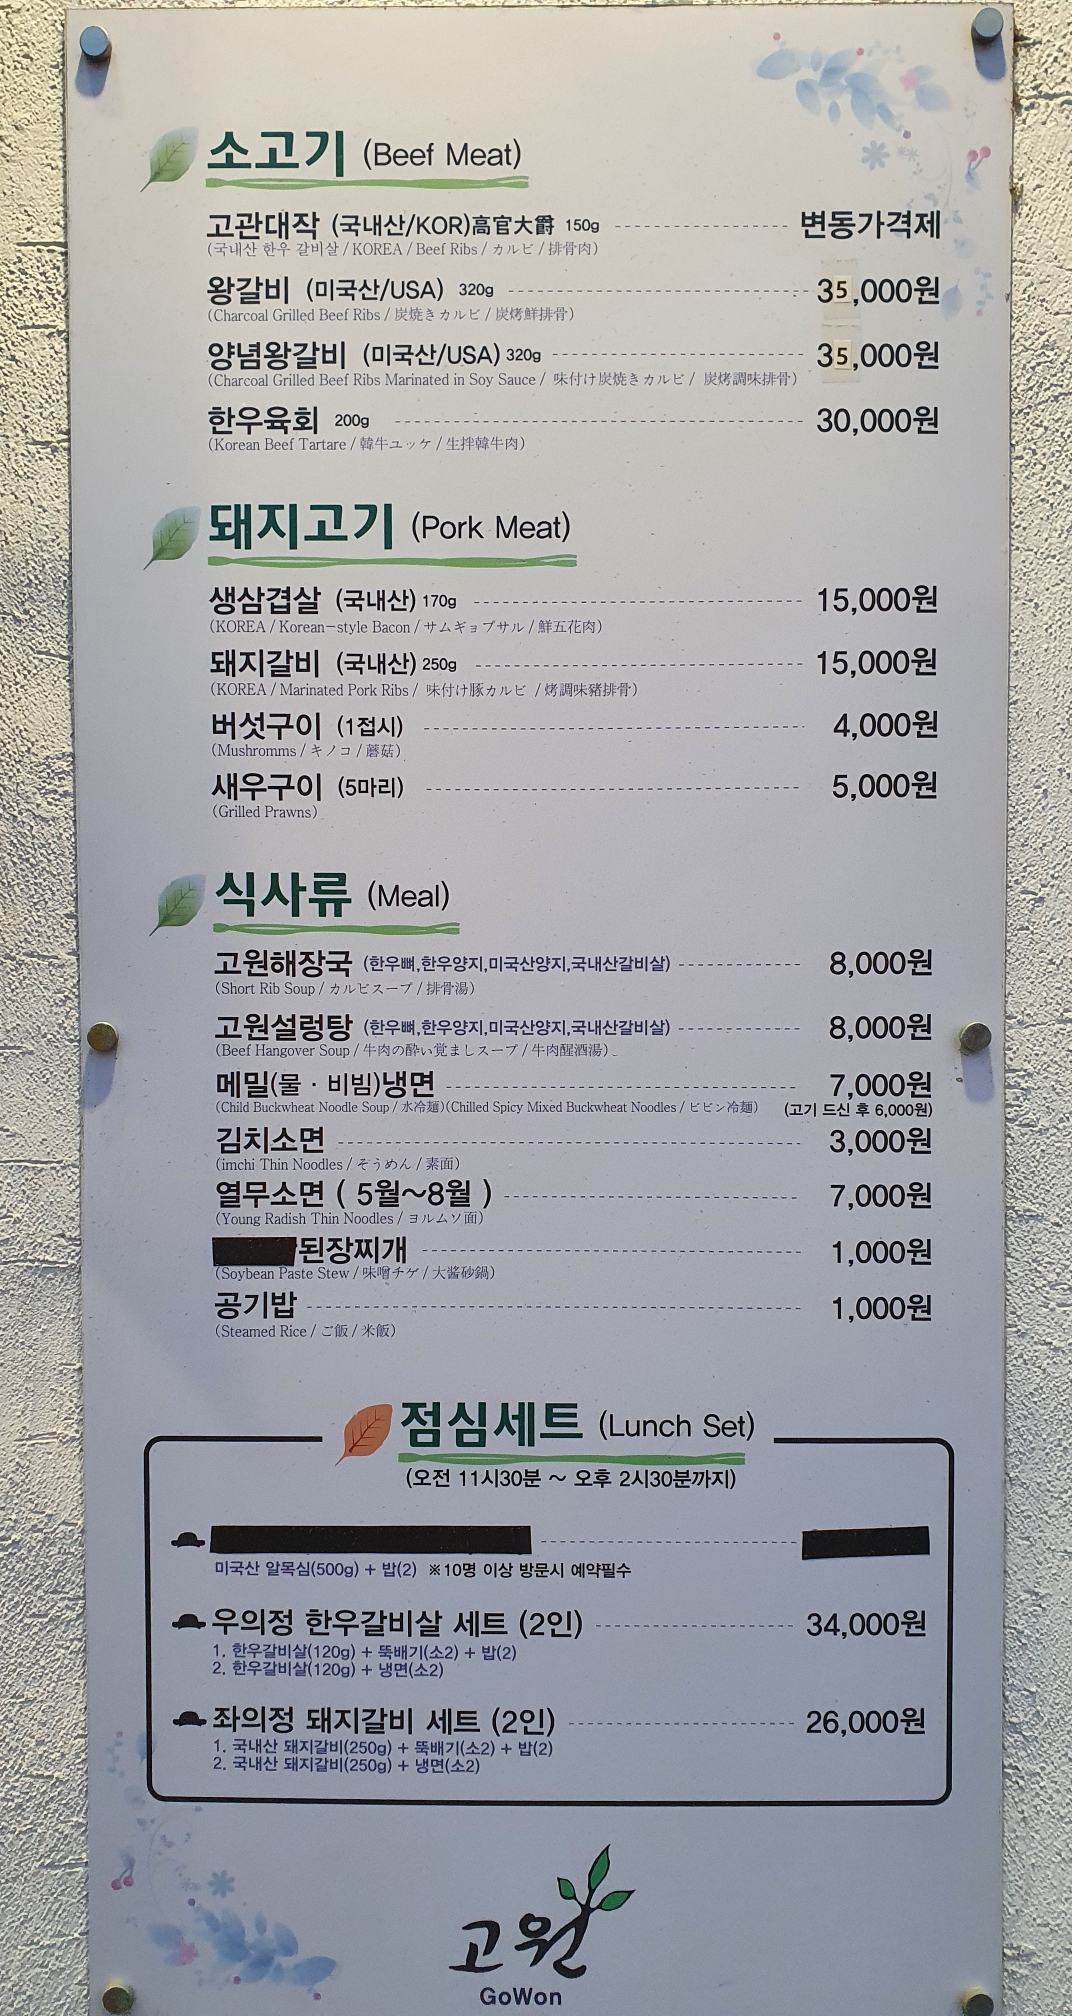 소고기 (Beef Meat)
고관대작 (국내산/KOR)高官大爵 150g 변동가격제
(국내산 한우 갈비살 / KOREA / Beef Ribs / カルビ / 排骨肉)
왕갈비 (미국산/USA) 320g 35,000원
(Charcoal Grilled Beef Ribs / 炭焼きカルビ / 炭烤鮮排骨)
양념왕갈비 (미국산/USA) 320g 35,000원
(Charcoal Grilled Beef Ribs Marinated in Soy Sauce / 味付け炭焼きカルビ / 炭烤調味排骨)
한우육회 200g 30,000원
(Korean Beef Tartare / 韓牛ユッケ / 生拌韓牛肉)
돼지고기 (Pork Meat)
생삼겹살 (국내산) 170g 15,000원
(KOREA / Korean-style Bacon / サムギョプサル / 鮮五花肉)
돼지갈비 (국내산) 250g 15,000원
(KOREA / Marinated Pork Ribs / 味付け豚カルビ / 烤調味豬排骨)
버섯구이 (1접시) 4,000원
(Mushromms / キノコ / 蘑菇)
새우구이 (5마리) 5,000원
(Grilled Prawns)
식사류 (Meal)
고원해장국 (한우뼈,한우양지,미국산양지,국내산갈비살) 8,000원
(Short Rib Soup / カルビスープ / 排骨湯)
고원설렁탕 (한우뼈,한우양지,미국산양지,국내산갈비살) 8,000원
(Beef Hangover Soup / 牛肉の酔い覚ましスープ / 牛肉醒酒湯)
메밀(물 · 비빔)냉면 7,000원
(Child Buckwheat Noodle Soup / 水冷麺)(Chilled Spicy Mixed Buckwheat Noodles / ビビン冷麺) (고기 드신 후 6,000원)
김치소면 3,000원
(imchi Thin Noodles / そうめん / 素面)
열무소면 ( 5월~8월 ) 7,000원
(Young Radish Thin Noodles / ヨルムソ面)
된장찌개 1,000원
(Soybean Paste Stew / 味噌チゲ / 大醬砂鍋)
공기밥 1,000원
(Steamed Rice / ご飯 / 米飯)
점심세트 (Lunch Set)
(오전 11시30분 ~ 오후 2시30분까지)
미국산 알목심(500g) + 밥(2) ※10명 이상 방문시 예약필수
우의정 한우갈비살 세트 (2인) 34,000원
1. 한우갈비살(120g) + 뚝배기(소2) + 밥(2)
2. 한우갈비살(120g) + 냉면(소2)
좌의정 돼지갈비 세트 (2인) 26,000원
1. 국내산 돼지갈비(250g) + 뚝배기(소2) + 밥(2)
2. 국내산 돼지갈비(250g) + 냉면(소2)
고원
GoWon